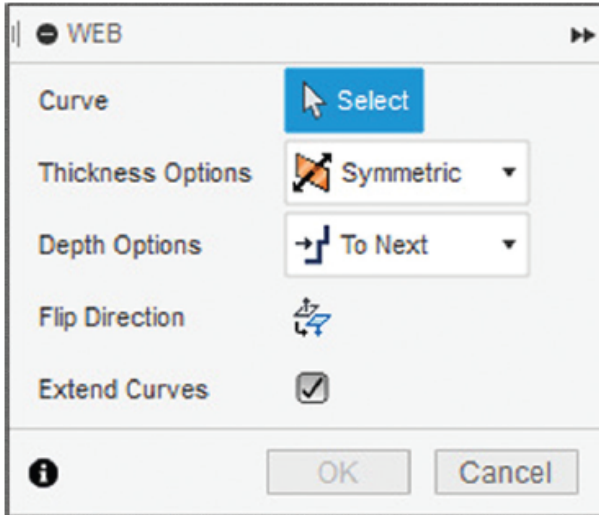 WEB
Curve Select
Thickness Options Symmetric
Depth Options To Next
Flip Direction
Extend Curves
OK Cancel